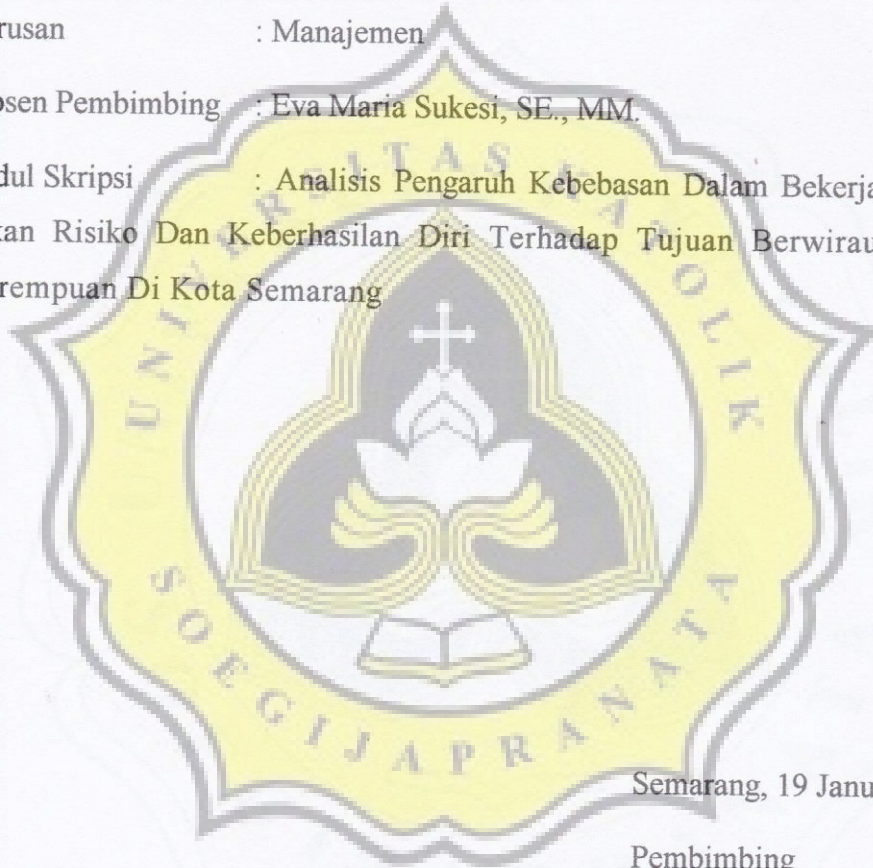 rusan : Manajemen
osen Pembimbing : Eva Maria Sukesi, SE., MM.
dul Skripsi : Analisis Pengaruh Kebebasan Dalam Bekerja
kan Risiko Dan Keberhasilan Diri Terhadap Tujuan Berwirau
rempuan Di Kota Semarang
UNIVERSITAS KATOLIK
SOEGIJAPRANATA
Semarang, 19 Janu
Pembimbing